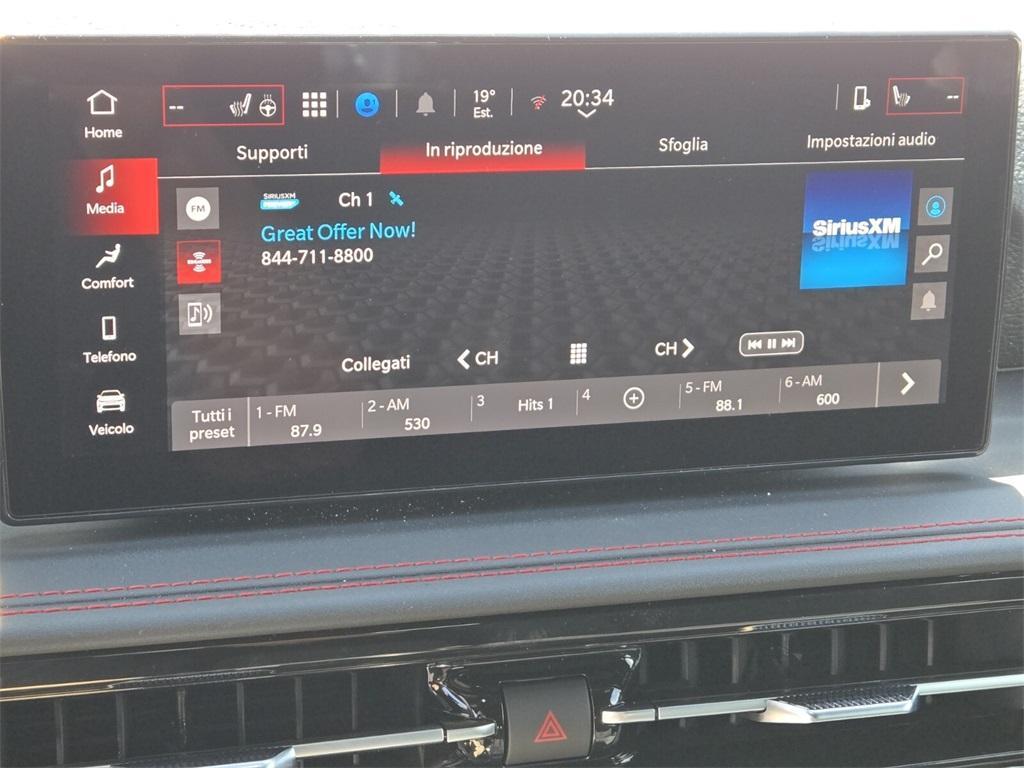 Home
--
19°
Est.
20:34
--
Media
Supporti
In riproduzione
Sfoglia
Impostazioni audio
FM
SIRIUSXM
Ch 1
SiriusXM
Great Offer Now!
844-711-8800
Comfort
Telefono
Collegati
CH
CH
Veicolo
Tutti i
preset
1 - FM
87.9
2 - AM
530
3
Hits 1
4
5 - FM
88.1
6 - AM
600